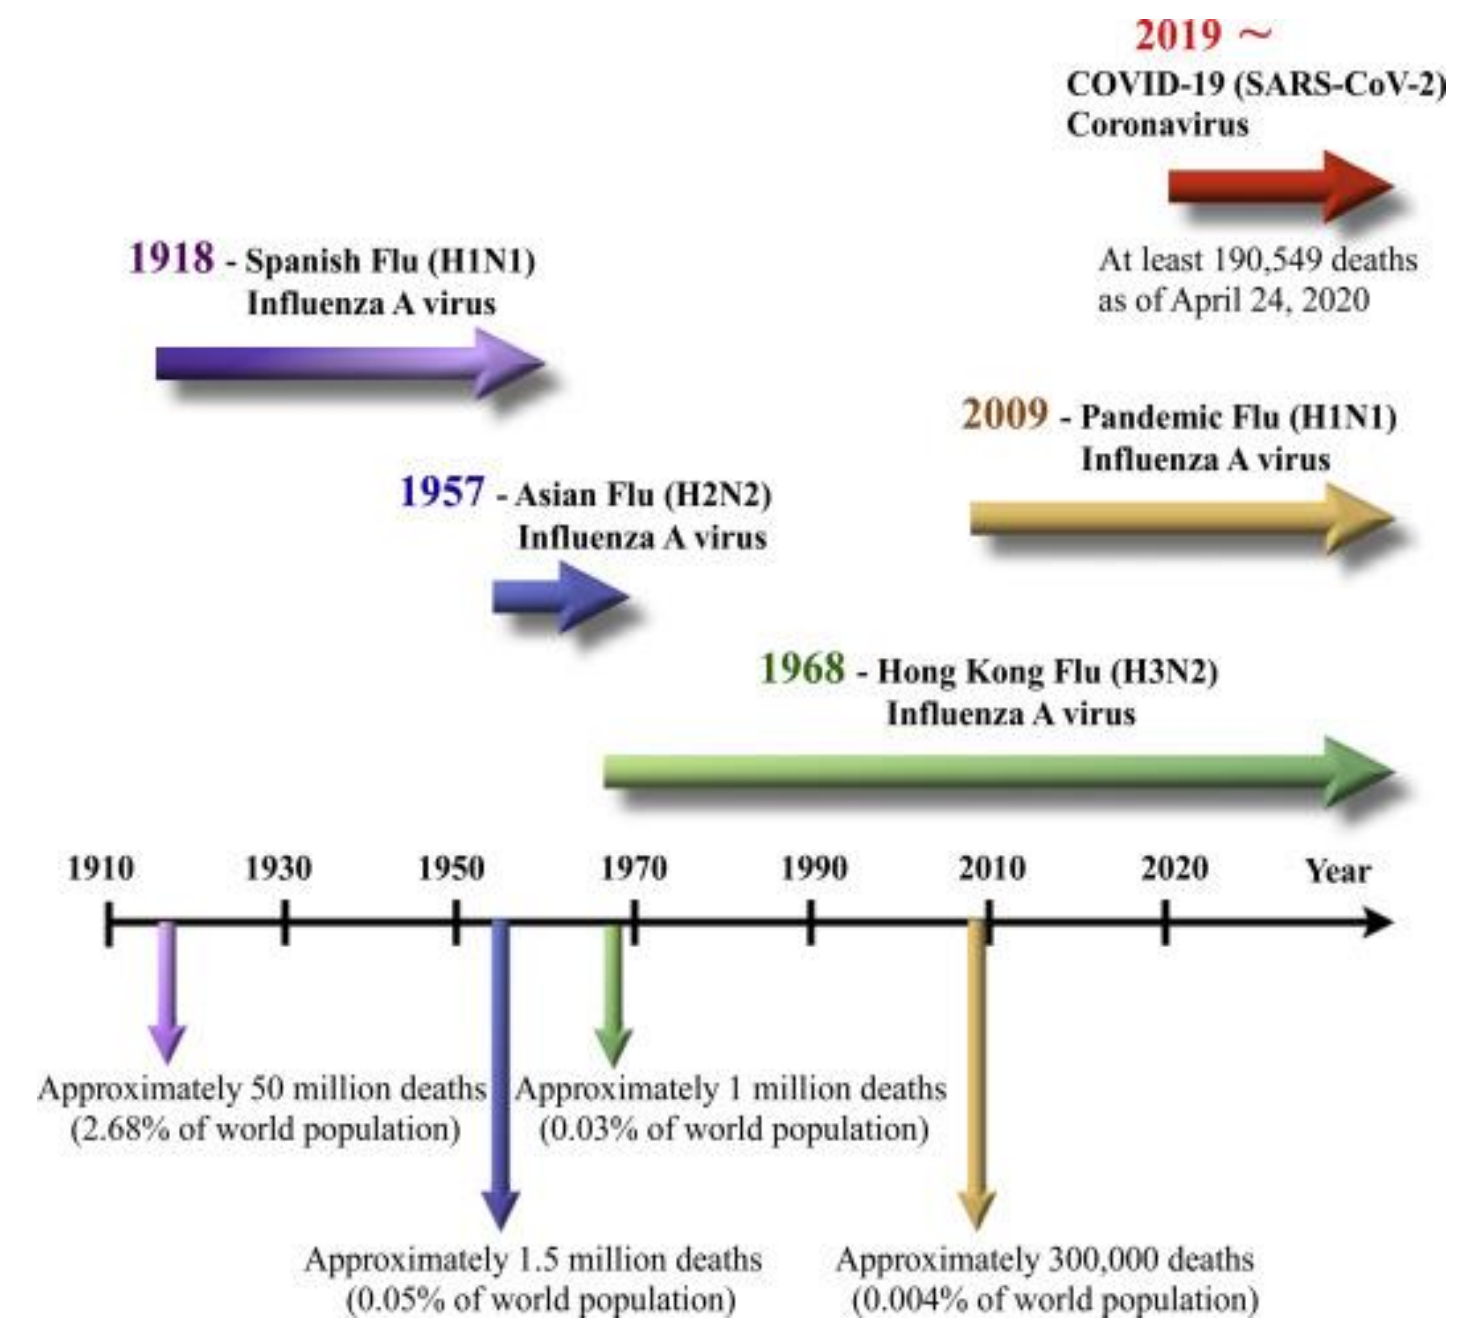 2019 ~
COVID-19 (SARS-CoV-2)
Coronavirus
At least 190,549 deaths
as of April 24, 2020
1918 - Spanish Flu (H1N1)
Influenza A virus
2009 - Pandemic Flu (H1N1)
Influenza A virus
1957 - Asian Flu (H2N2)
Influenza A virus
1968 - Hong Kong Flu (H3N2)
Influenza A virus
1910 1930 1950 1970 1990 2010 2020 Year
Approximately 50 million deaths
(2.68% of world population)
Approximately 1 million deaths
(0.03% of world population)
Approximately 1.5 million deaths
(0.05% of world population)
Approximately 300,000 deaths
(0.004% of world population)